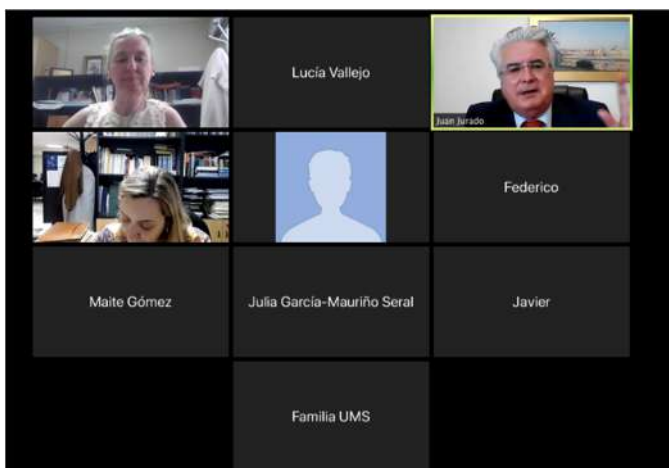 Lucía Vallejo
Juan Jurado
Federico
Maite Gómez
Julia García-Mauriño Seral
Javier
Familia UMS